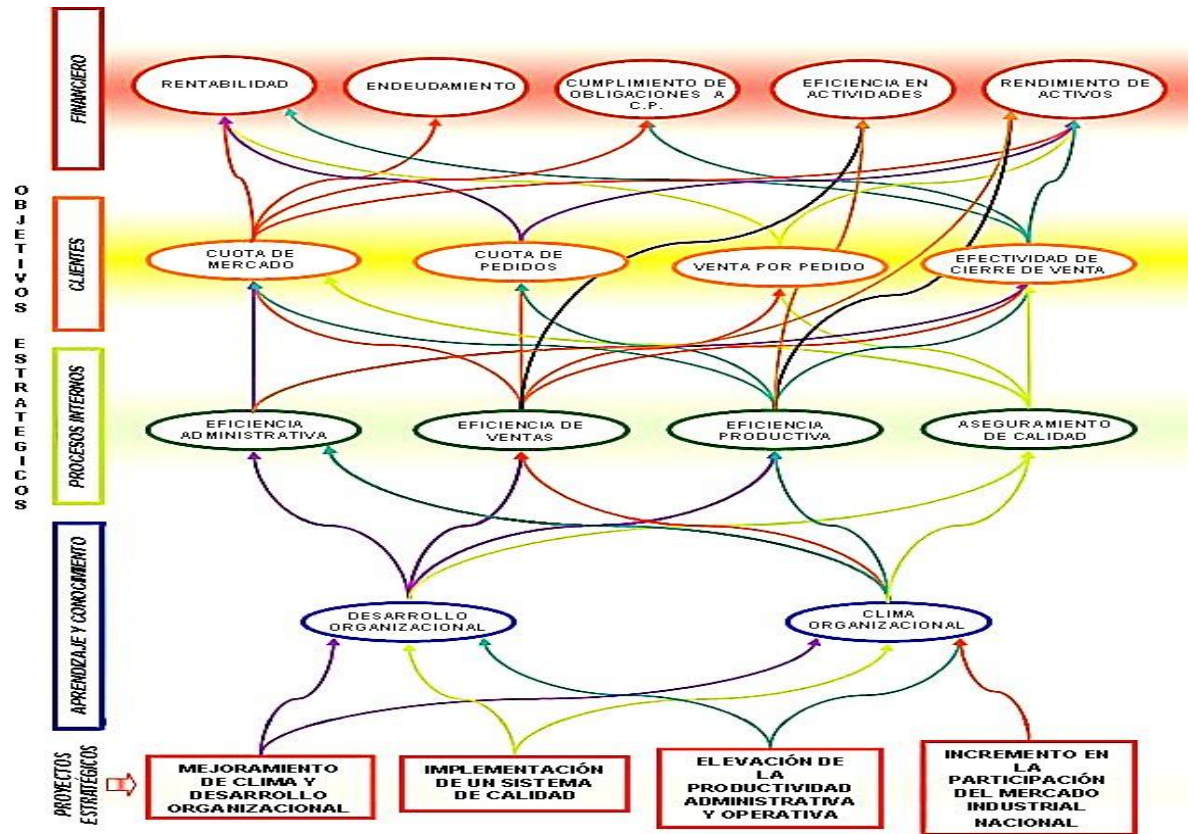 OBJETIVOS ESTRATEGICOS
FINANCIERO
RENTABILIDAD
ENDEUDAMIENTO
CUMPLIMIENTO DE
OBLIGACIONES A
C.P.
EFICIENCIA EN
ACTIVIDADES
RENDIMIENTO DE
ACTIVOS
CLIENTES
CUOTA DE
MERCADO
CUOTA DE
PEDIDOS
VENTA POR PEDIDO
EFECTIVIDAD DE
CIERRE DE VENTA
PROCESOS INTERNOS
EFICIENCIA
ADMINISTRATIVA
EFICIENCIA DE
VENTAS
EFICIENCIA
PRODUCTIVA
ASEGURAMIENTO
DE CALIDAD
APRENDIZAJE Y CONOCIMIENTO
DESARROLLO
ORGANIZACIONAL
CLIMA
ORGANIZACIONAL
PROYECTOS
ESTRATÉGICOS
MEJORAMIENTO
DE CLIMA Y
DESARROLLO
ORGANIZACIONAL
IMPLEMENTACIÓN
DE UN SISTEMA
DE CALIDAD
ELEVACIÓN DE
LA
PRODUCTIVIDAD
ADMINISTRATIVA
Y OPERATIVA
INCREMENTO EN
LA
PARTICIPACIÓN
DEL MERCADO
INDUSTRIAL
NACIONAL